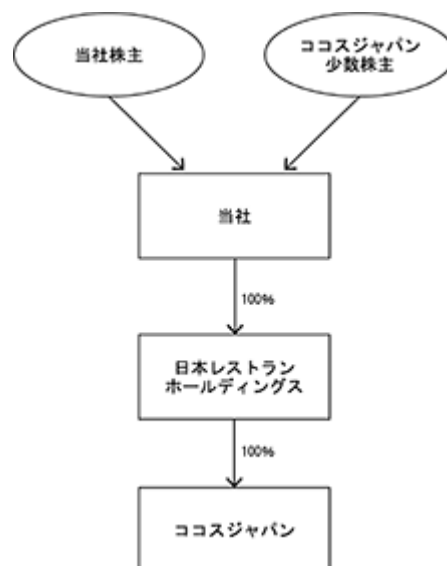 当社株主
ココスジャパン
少数株主
当社
100%
日本レストラン
ホールディングス
100%
ココスジャパン